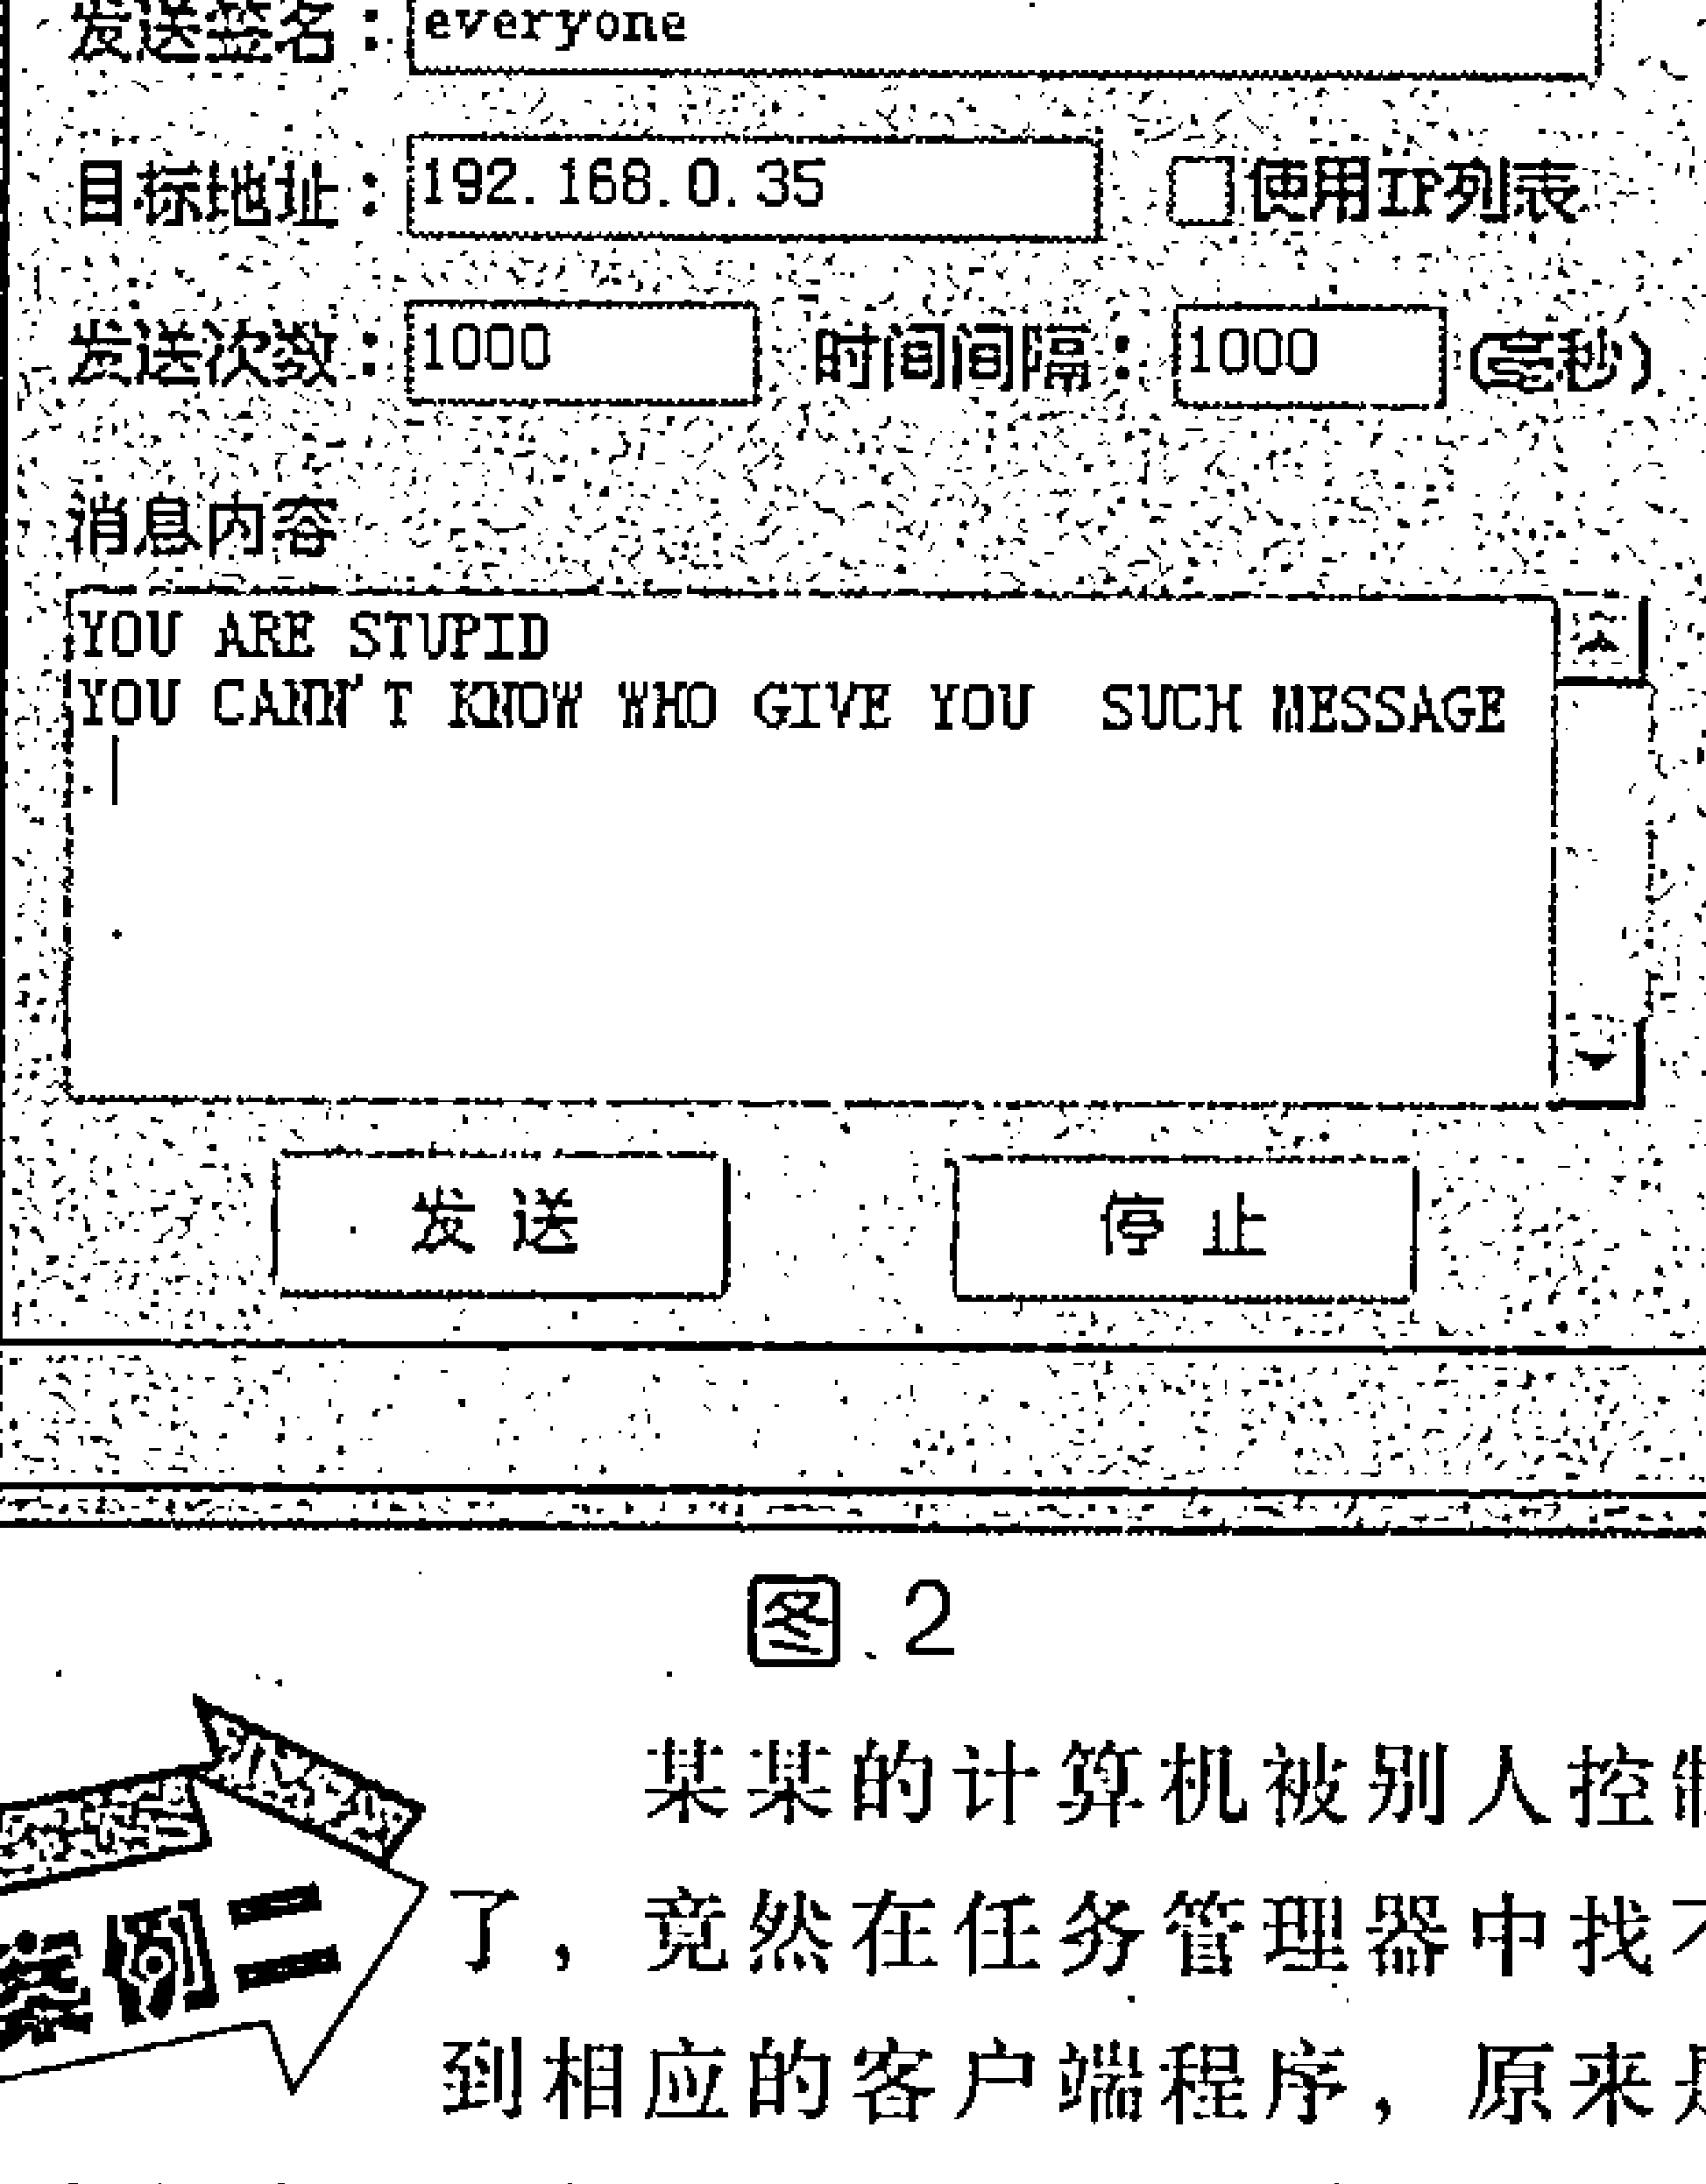 发送签名： everyone
目标地址： 192.168.0.35 使用IP列表
发送次数： 1000 时间间隔： 1000 (毫秒)
消息内容
YOU ARE STUPID
YOU CANN'T KNOW WHO GIVE YOU  SUCH MESSAGE
.
发 送 停 止
图 2
案例二
某某的计算机被别人控制
了，竟然在任务管理器中找不
到相应的客户端程序，原来是